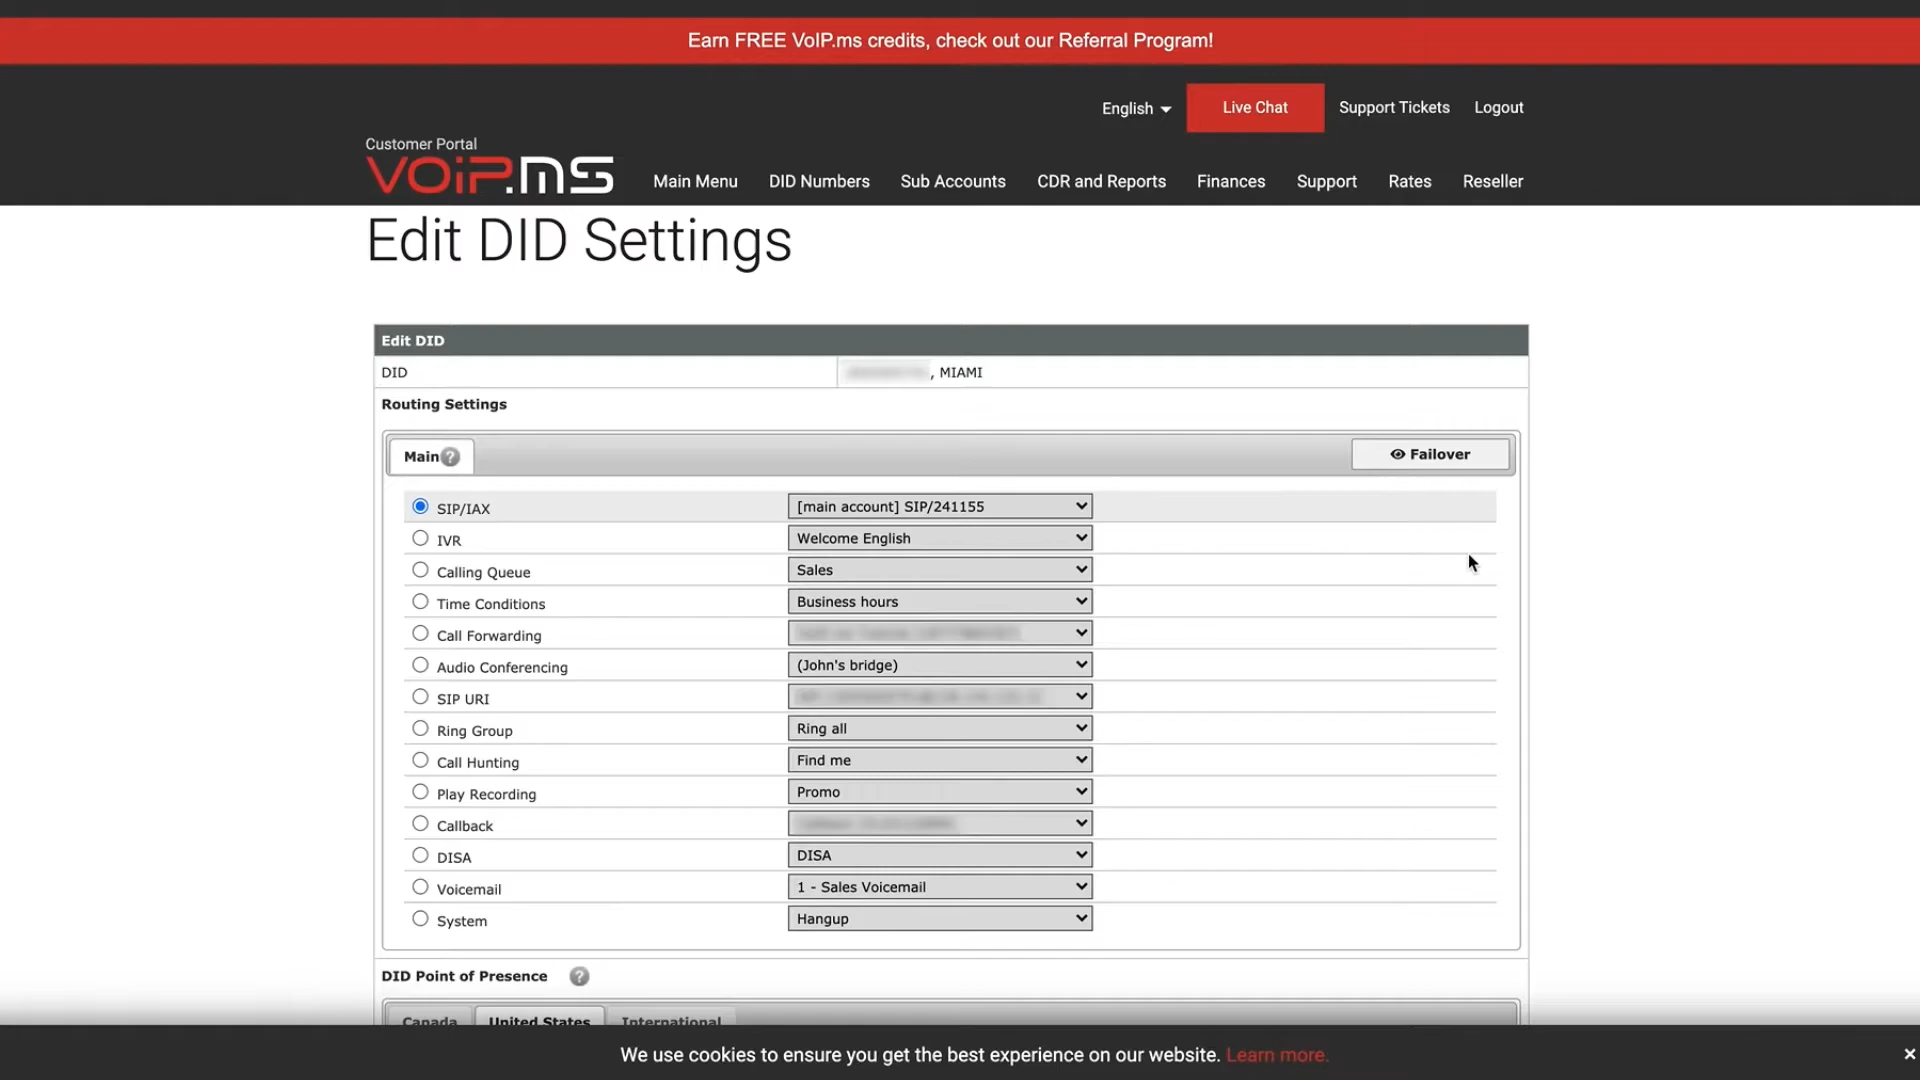 Earn FREE VoIP.ms credits, check out our Referral Program!
English Live Chat Support Tickets Logout
Customer Portal
VOiP.MS Main Menu DID Numbers Sub Accounts CDR and Reports Finances Support Rates Reseller
Edit DID Settings
Edit DID
DID , MIAMI
Routing Settings
Main ? Failover
SIP/IAX [main account] SIP/241155
IVR Welcome English
Calling Queue Sales
Time Conditions Business hours
Call Forwarding
Audio Conferencing (John's bridge)
SIP URI
Ring Group Ring all
Call Hunting Find me
Play Recording Promo
Callback
DISA DISA
Voicemail 1 - Sales Voicemail
System Hangup
DID Point of Presence ?
Canada United States International
We use cookies to ensure you get the best experience on our website. Learn more. ×